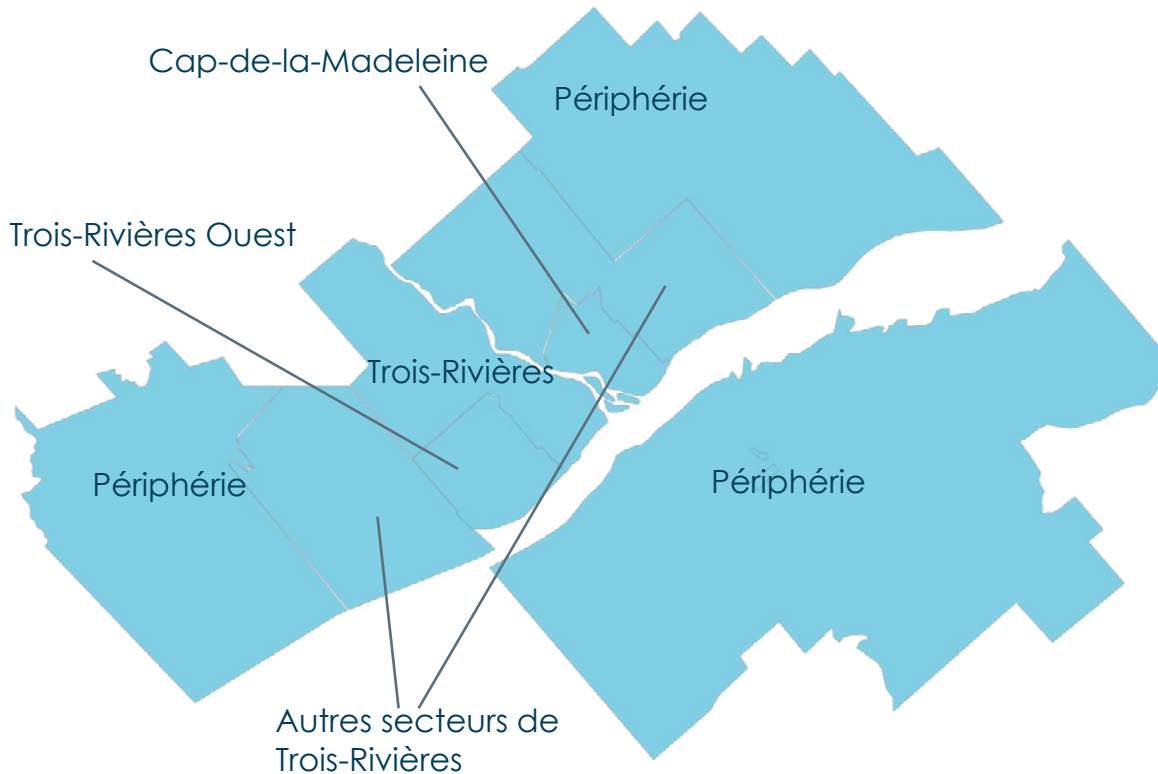 Cap-de-la-Madeleine
Périphérie
Trois-Rivières Ouest
Trois-Rivières
Périphérie
Périphérie
Autres secteurs de
Trois-Rivières